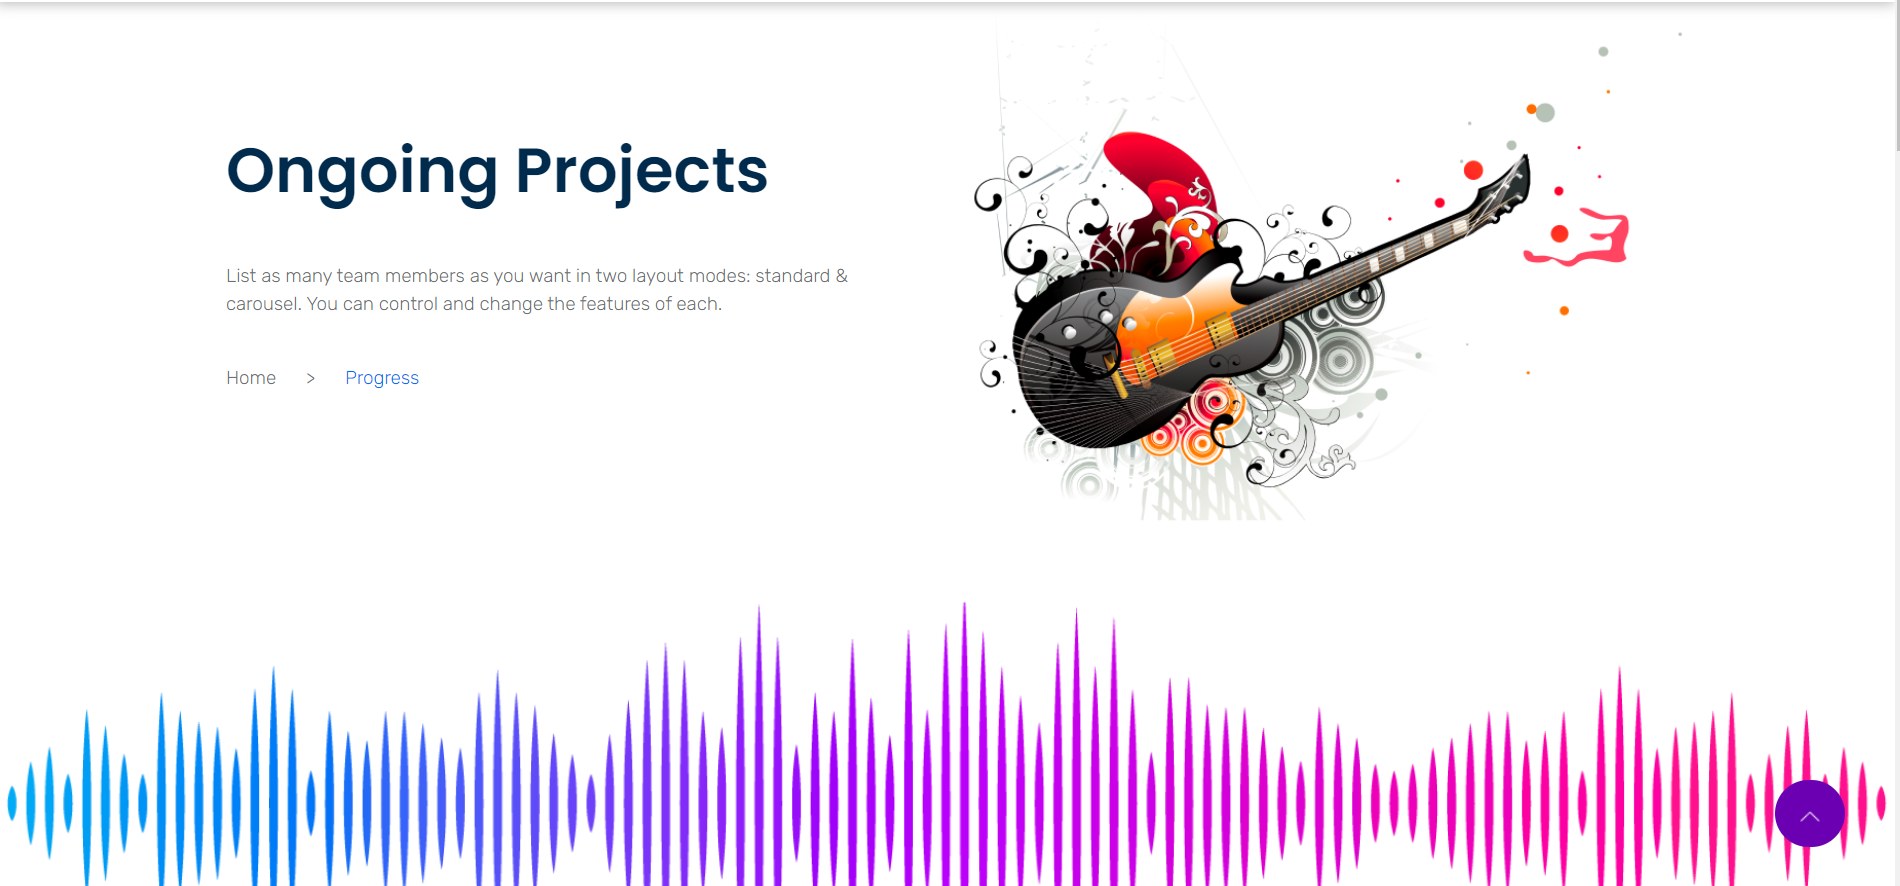 Ongoing Projects
List as many team members as you want in two layout modes: standard &
carousel. You can control and change the features of each.
Home > Progress